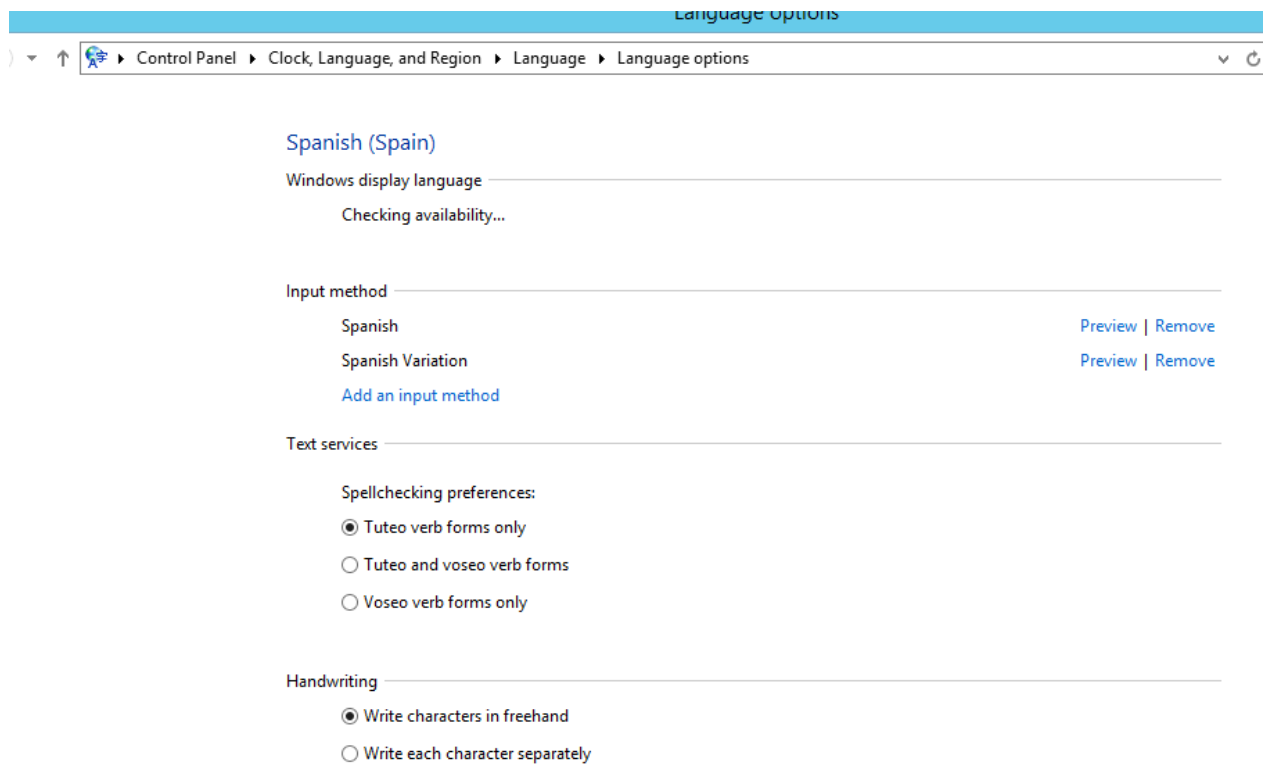 Language options
Control Panel Clock, Language, and Region Language Language options
Spanish (Spain)
Windows display language
Checking availability...
Input method
Spanish Preview | Remove
Spanish Variation Preview | Remove
Add an input method
Text services
Spellchecking preferences:
Tuteo verb forms only
Tuteo and voseo verb forms
Voseo verb forms only
Handwriting
Write characters in freehand
Write each character separately